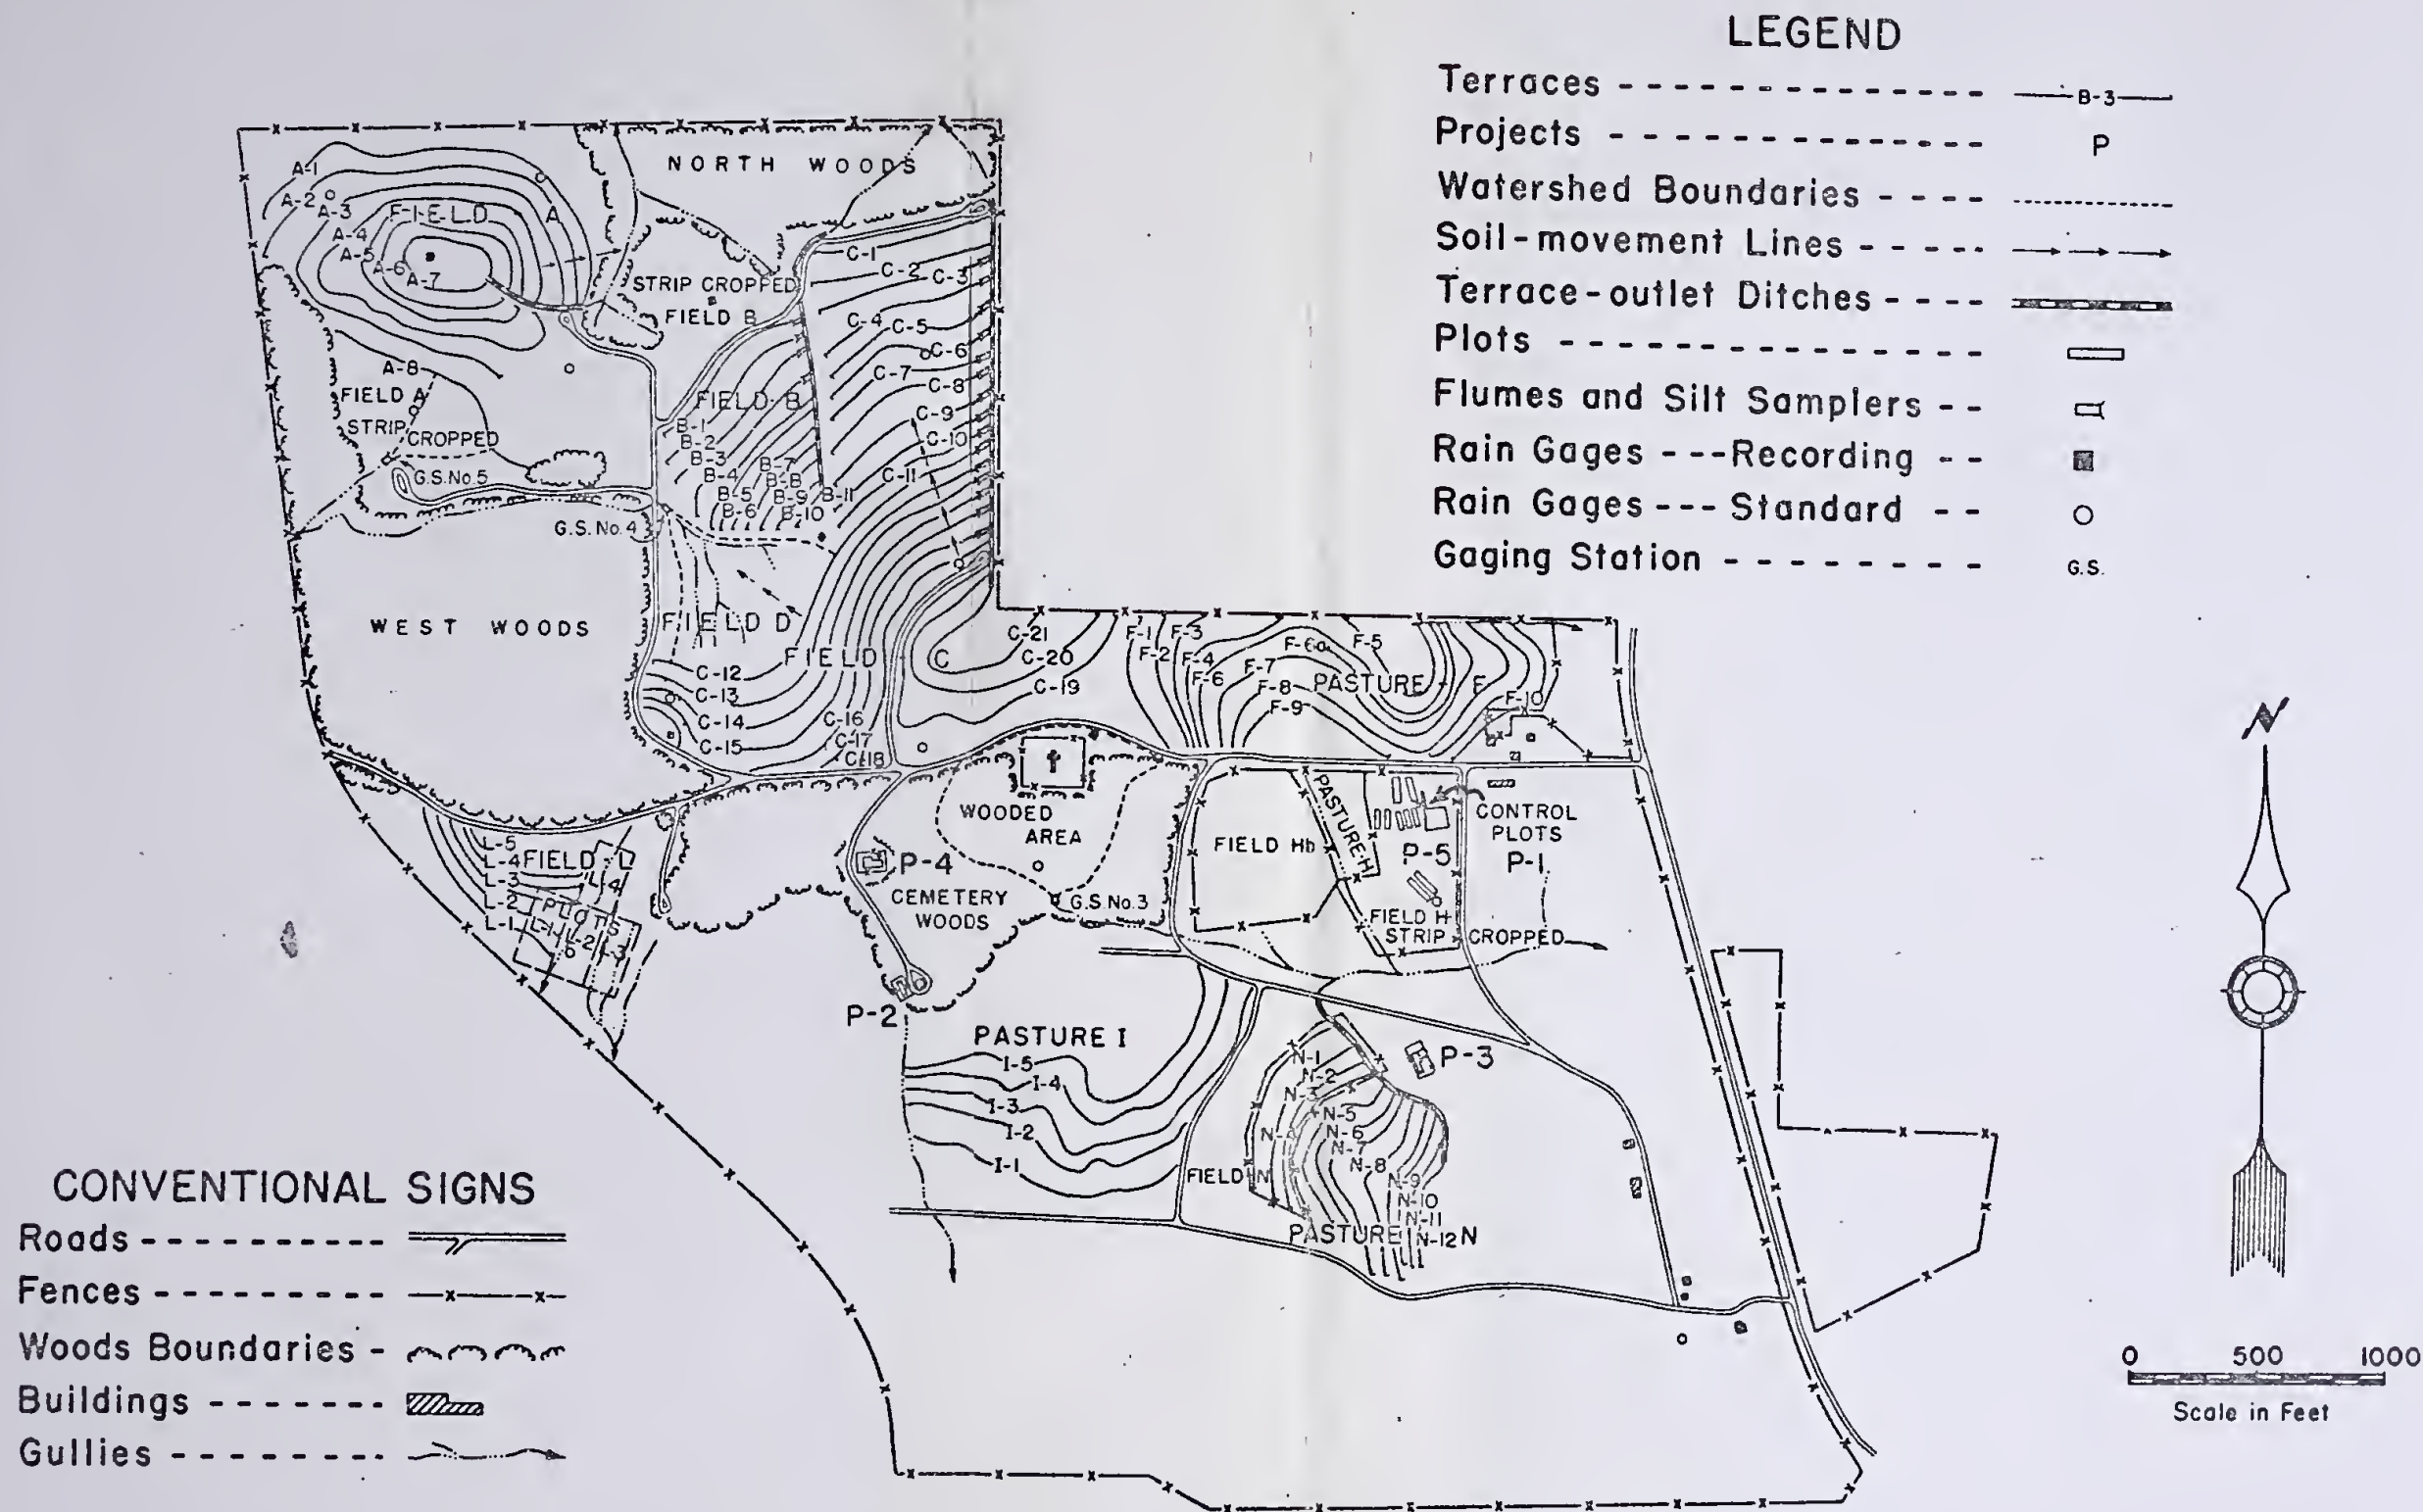 LEGEND
Terraces B-3
Projects P
Watershed Boundaries
Soil-movement Lines
Terrace-outlet Ditches
Plots
Flumes and Silt Samplers
Rain Gages ---Recording
Rain Gages --- Standard
Gaging Station G.S.
NORTH WOODS
A-1
A-2
A-3
FIELD A
A-4
A-5
A-6
A-7
STRIP CROPPED
FIELD B
C-1
C-2
C-3
C-4
C-5
C-6
C-7
C-8
C-9
C-10
C-11
A-8
FIELD A
STRIP
CROPPED
G.S.No.5
FIELD B
B-1
B-2
B-3
B-4
B-5
B-6
B-7
B-8
B-9
B-10
B-11
G.S. No.4
WEST WOODS
FIELD D
FIELD C
C-12
C-13
C-14
C-15
C-16
C-17
C-18
C-21
C-20
C-19
F-1
F-2
F-3
F-4
F-6
F-6a
F-5
F-7
F-8
F-9
PASTURE F
F-10
WOODED
AREA
FIELD Hb
PASTURE H
CONTROL
PLOTS
P-5
P-1
L-5
L-4
L-3
L-2
L-1
FIELD L
L-4
PLOTS
L-1
L-2
L-3
P-4
CEMETERY
WOODS
G.S.No.3
FIELD H
STRIP CROPPED
P-2
PASTURE I
I-5
I-4
I-3
I-2
I-1
P-3
N-1
N-2
N-3
N-4
N-5
N-6
N-7
N-8
N-9
N-10
N-11
N-12
FIELD N
PASTURE N
N
CONVENTIONAL SIGNS
Roads
Fences
Woods Boundaries
Buildings
Gullies
0 500 1000
Scale in Feet